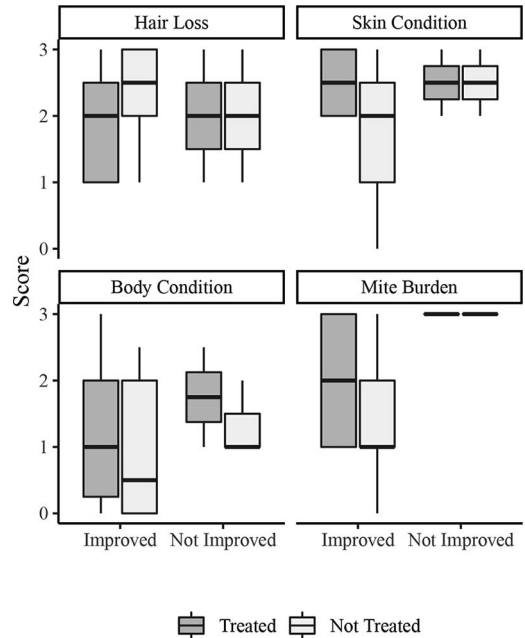 Hair Loss
Skin Condition
3
2
1
0
Score
Body Condition
Mite Burden
3
2
1
0
Improved Not Improved Improved Not Improved
Treated Not Treated